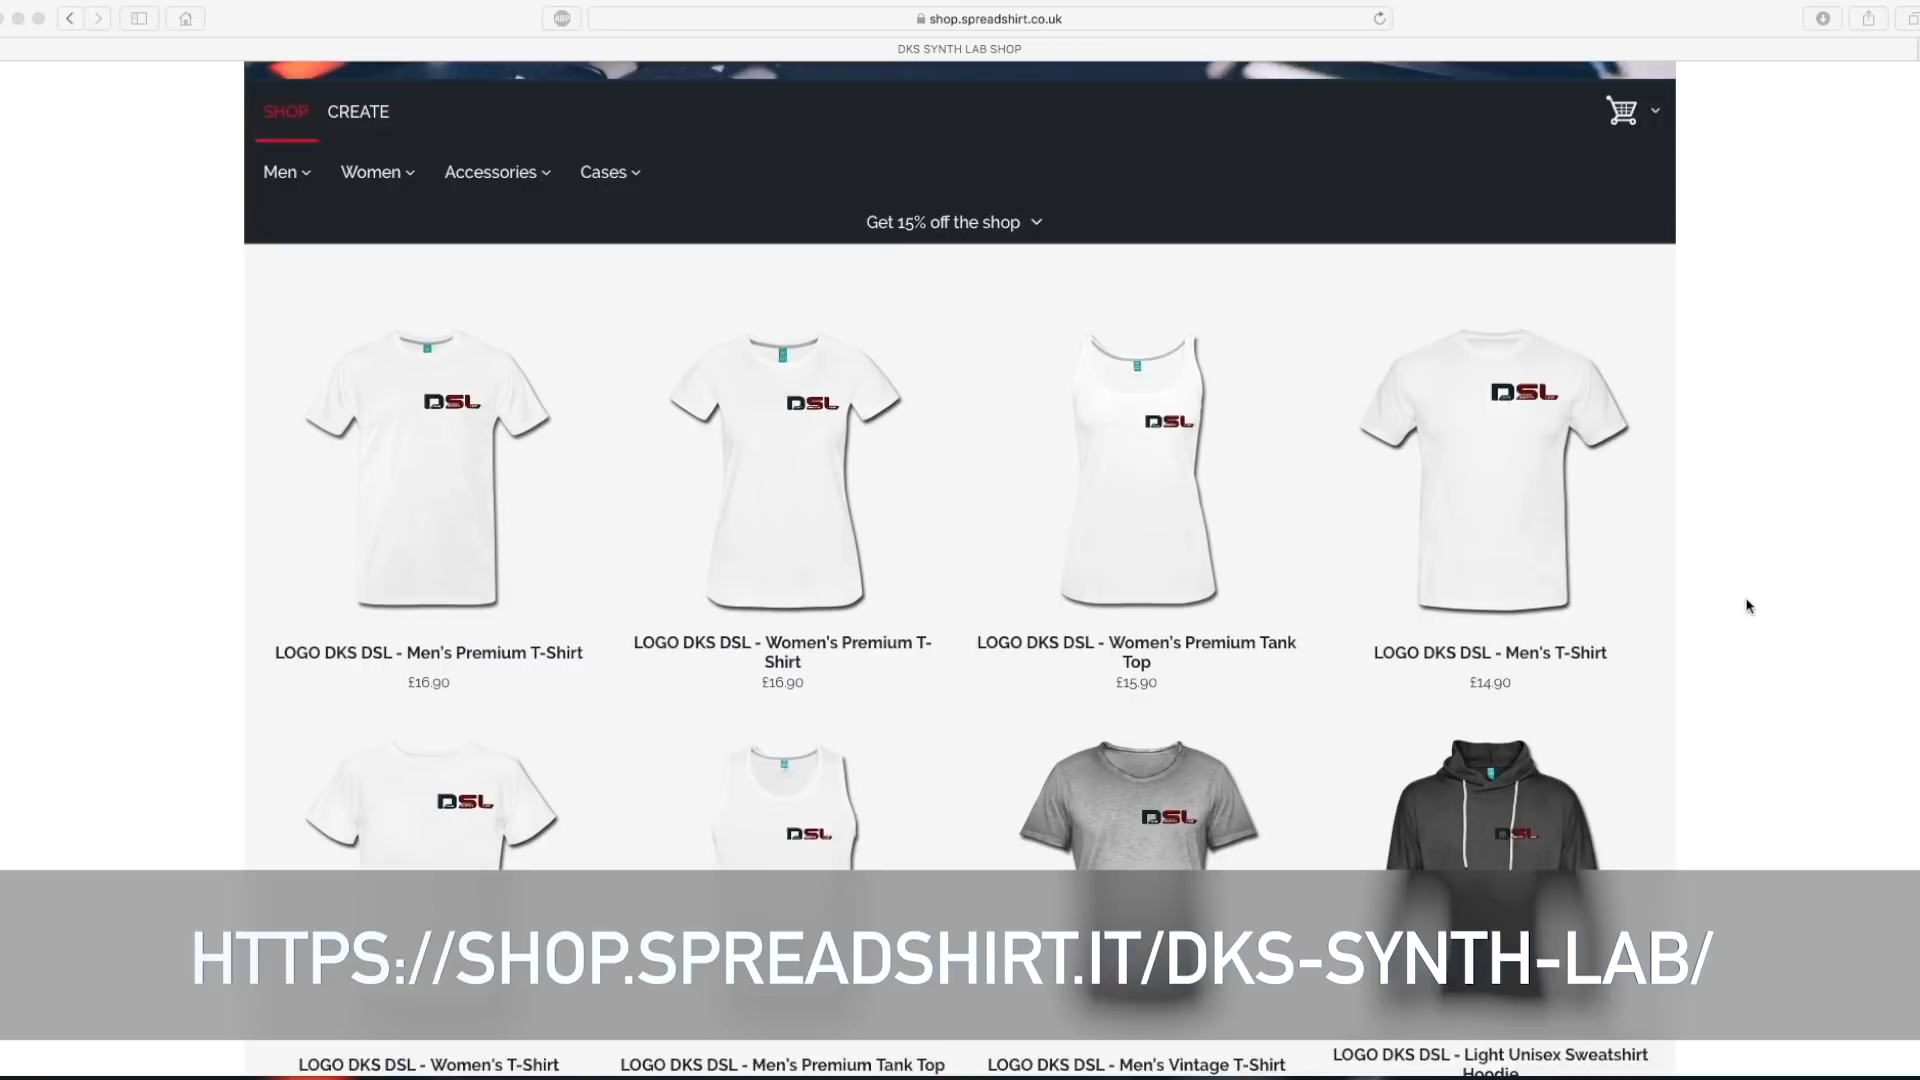 ABP
shop.spreadshirt.co.uk
DKS SYNTH LAB SHOP
SHOP CREATE
Men Women Accessories Cases
Get 15% off the shop
DSL DSL DSL DSL
LOGO DKS DSL - Men's Premium T-Shirt
£16.90
LOGO DKS DSL - Women's Premium T-
Shirt
£16.90
LOGO DKS DSL - Women's Premium Tank
Top
£15.90
LOGO DKS DSL - Men's T-Shirt
£14.90
DSL DSL DSL DSL
HTTPS://SHOP.SPREADSHIRT.IT/DKS-SYNTH-LAB/
LOGO DKS DSL - Women's T-Shirt
LOGO DKS DSL - Men's Premium Tank Top
LOGO DKS DSL - Men's Vintage T-Shirt
LOGO DKS DSL - Light Unisex Sweatshirt
Hoodie